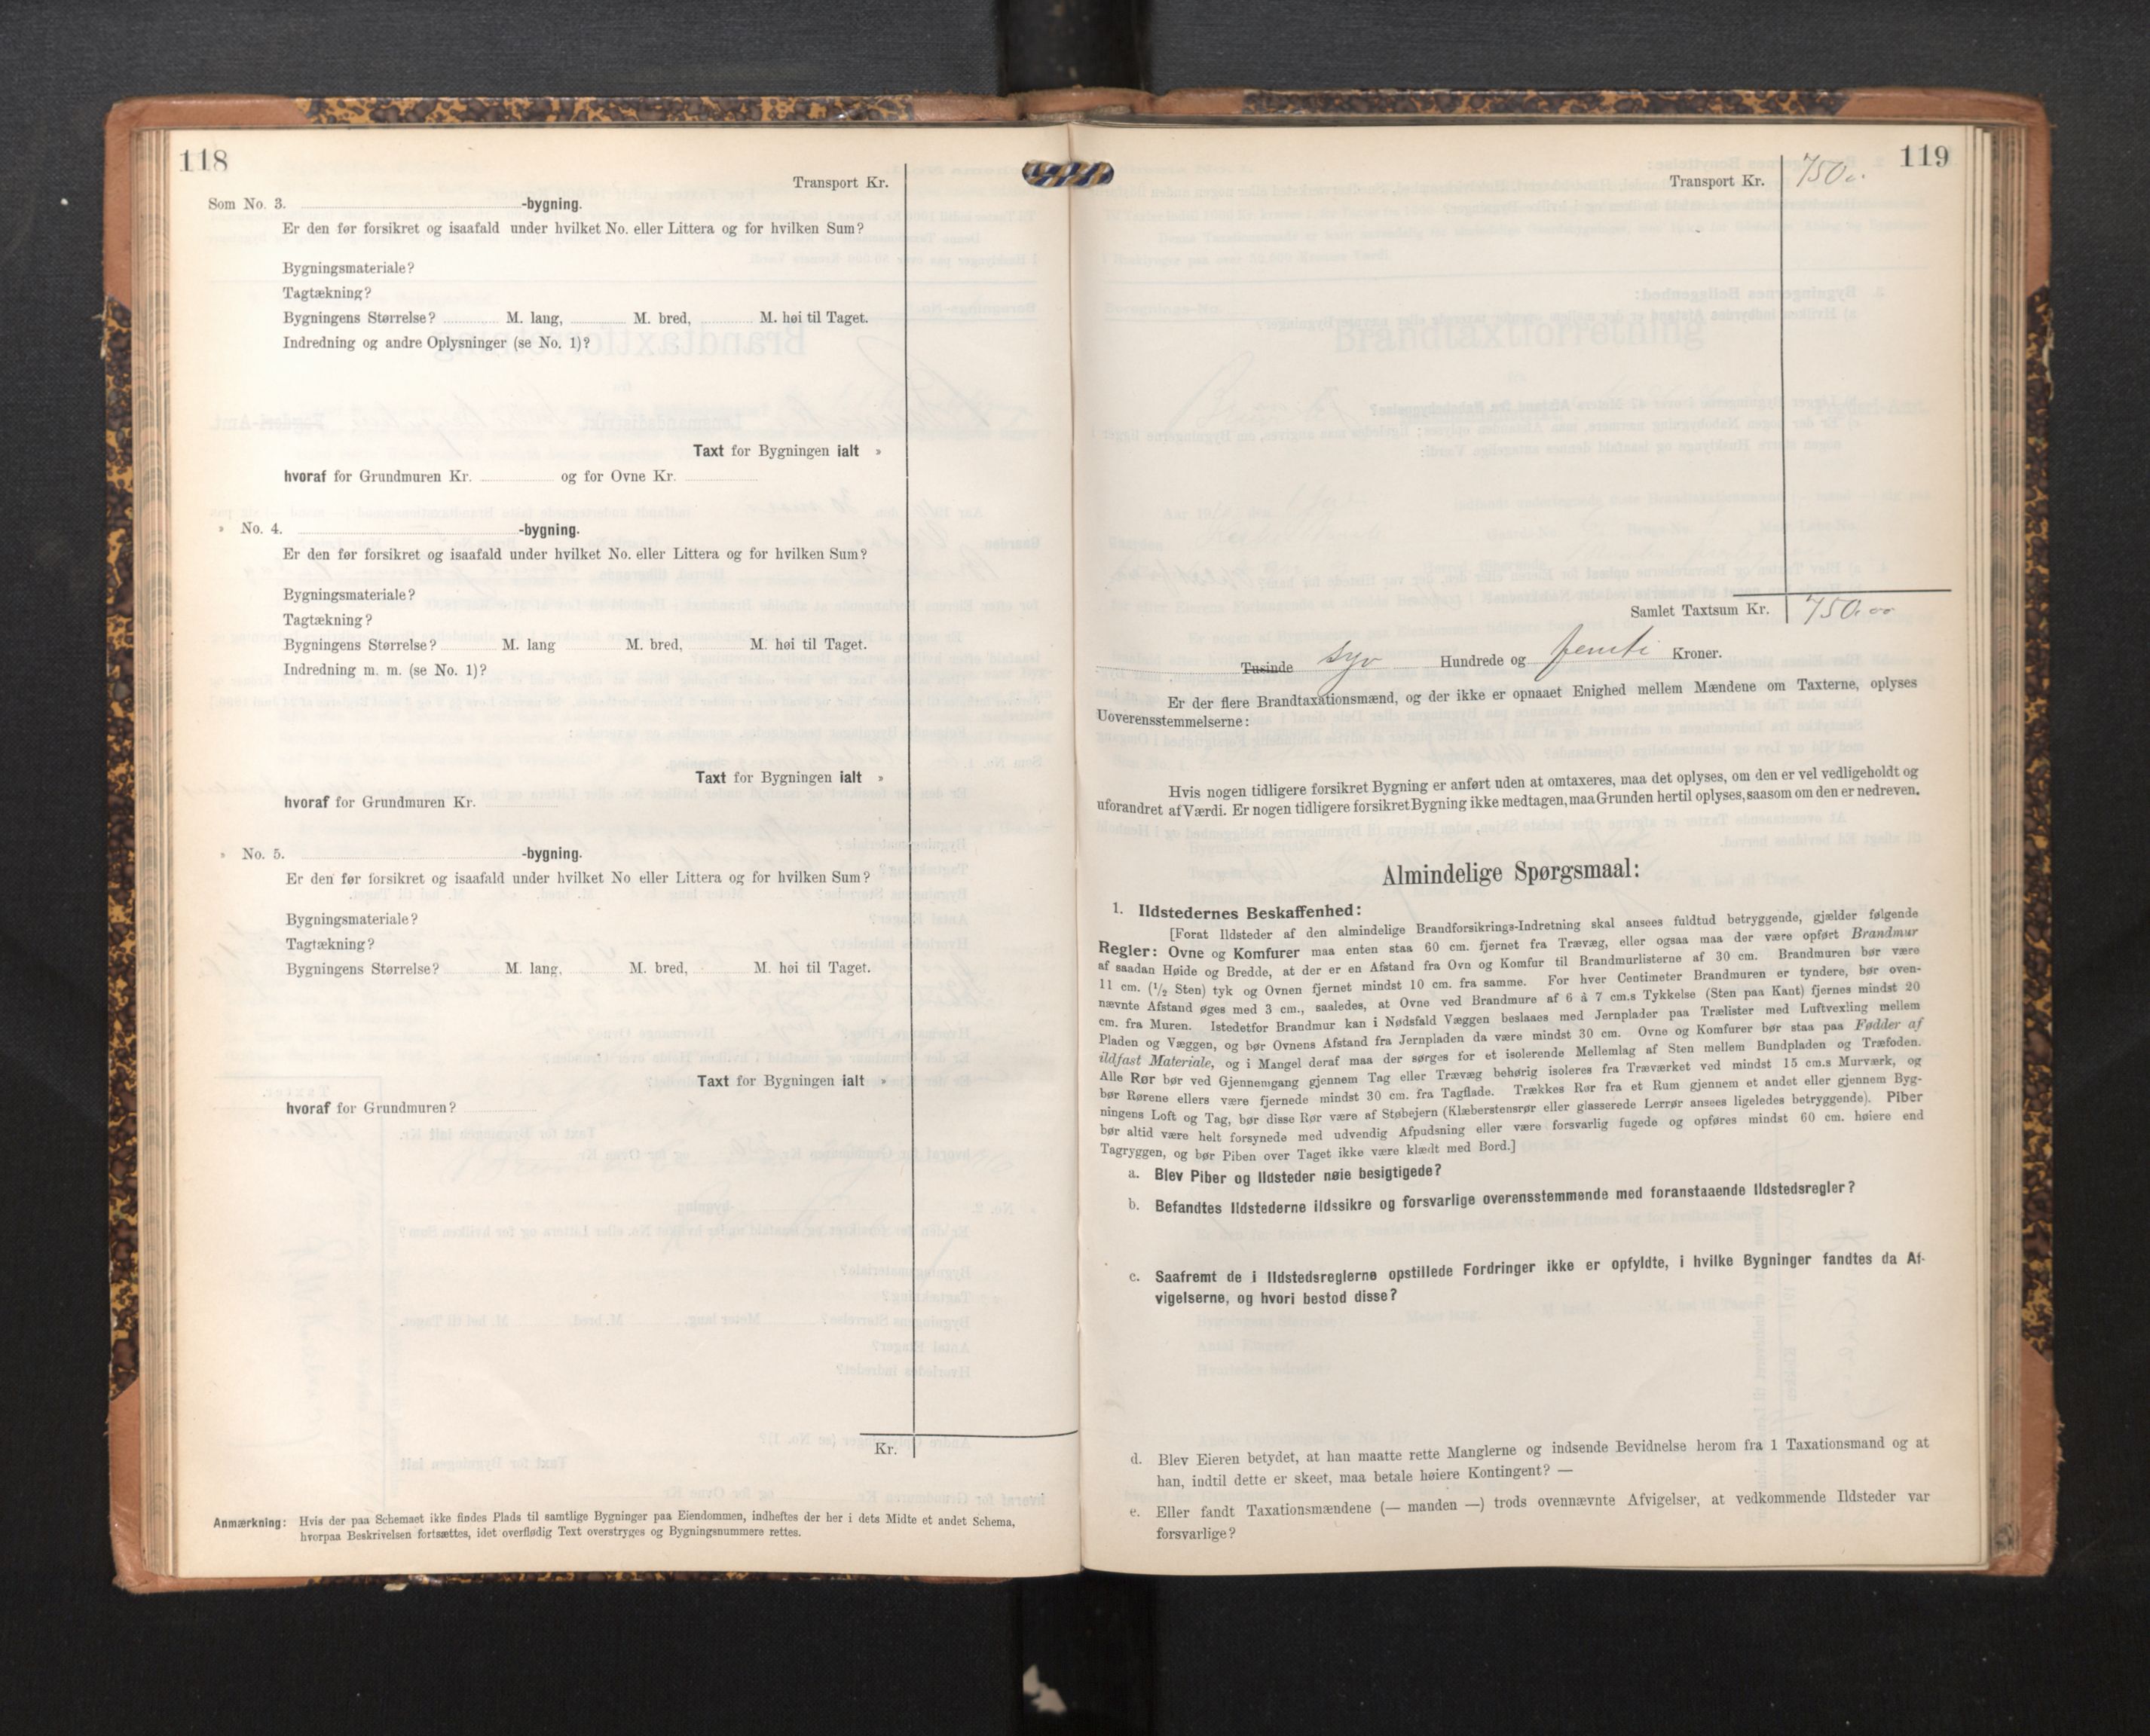 118
Transport Kr.
Som No. 3. -bygning.
Er den før forsikret og isaafald under hvilket No. eller Littera og for hvilken Sum?
Bygningsmateriale?
Tagtækning?
Bygningens Størrelse? M. lang, M. bred, M. høi til Taget.
Indredning og andre Oplysninger (se No. 1)?
Taxt for Bygningen ialt »
hvoraf for Grundmuren Kr. og for Ovne Kr.
» No. 4. -bygning.
Er den før forsikret og isaafald under hvilket No. eller Littera og for hvilken Sum?
Bygningsmateriale?
Tagtækning?
Bygningens Størrelse? M. lang M. bred, M. høi til Taget.
Indredning m. m. (se No. 1)?
Taxt for Bygningen ialt »
hvoraf for Grundmuren Kr.
» No. 5. -bygning.
Er den før forsikret og isaafald under hvilket No eller Littera og for hvilken Sum?
Bygningsmateriale?
Tagtækning?
Bygningens Størrelse? M. lang, M. bred, M. høi til Taget.
Taxt for Bygningen ialt »
hvoraf for Grundmuren?
Kr.
Anmærkning: Hvis der paa Schemaet ikke findes Plads til samtlige Bygninger paa Eiendommen, indheftes der her i dets Midte et andet Schema,
hvorpaa Beskrivelsen fortsættes, idet overflødig Text overstryges og Bygningsnummere rettes.
119
Transport Kr. 750..
Samlet Taxtsum Kr. 750.00
Tusinde syv Hundrede og femti Kroner.
Er der flere Brandtaxationsmænd, og der ikke er opnaaet Enighed mellem Mændene om Taxterne, oplyses
Uoverensstemmelserne:
Hvis nogen tidligere forsikret Bygning er anført uden at omtaxeres, maa det oplyses, om den er vel vedligeholdt og
uforandret af Værdi. Er nogen tidligere forsikret Bygning ikke medtagen, maa Grunden hertil oplyses, saasom om den er nedreven.
Almindelige Spørgsmaal:
1. Ildstedernes Beskaffenhed:
[Forat Ildsteder af den almindelige Brandforsikrings-Indretning skal ansees fuldtud betryggende, gjælder følgende
Regler: Ovne og Komfurer maa enten staa 60 cm. fjernet fra Trævæg, eller ogsaa maa der være opført Brandmur
af saadan Høide og Bredde, at der er en Afstand fra Ovn og Komfur til Brandmurlisterne af 30 cm. Brandmuren bør være
11 cm. (1/2 Sten) tyk og Ovnen fjernet mindst 10 cm. fra samme. For hver Centimeter Brandmuren er tyndere, bør oven-
nævnte Afstand øges med 3 cm., saaledes, at Ovne ved Brandmure af 6 à 7 cm.s Tykkelse (Sten paa Kant) fjernes mindst 20
cm. fra Muren. Istedetfor Brandmur kan i Nødsfald Væggen beslaaes med Jernplader paa Trælister med Luftvexling mellem
Pladen og Væggen, og bør Ovnens Afstand fra Jernpladen da være mindst 30 cm. Ovne og Komfurer bør staa paa Fødder af
ildfast Materiale, og i Mangel deraf maa der sørges for et isolerende Mellemlag af Sten mellem Bundpladen og Træfoden.
Alle Rør bør ved Gjennemgang gjennem Tag eller Trævæg behørig isoleres fra Træværket ved mindst 15 cm.s Murværk, og
bør Rørene ellers være fjernede mindst 30 cm. fra Tagflade. Trækkes Rør fra et Rum gjennem et andet eller gjennem Byg-
ningens Loft og Tag, bør disse Rør være af Støbejern (Klæberstensrør eller glasserede Lerrør ansees ligeledes betryggende). Piber
bør altid være helt forsynede med udvendig Afpudsning eller være forsvarlig fugede og opføres mindst 60 cm. høiere end
Tagryggen, og bør Piben over Taget ikke være klædt med Bord.]
a. Blev Piber og Ildsteder nøie besigtigede?
b. Befandtes Ildstederne ildssikre og forsvarlige overensstemmende med foranstaaende Ildstedsregler?
c. Saafremt de i Ildstedsreglerne opstillede Fordringer ikke er opfyldte, i hvilke Bygninger fandtes da Af-
vigelserne, og hvori bestod disse?
d. Blev Eieren betydet, at han maatte rette Manglerne og indsende Bevidnelse herom fra 1 Taxationsmand og at
han, indtil dette er skeet, maa betale høiere Kontingent? —
e. Eller fandt Taxationsmændene (— manden —) trods ovennævnte Afvigelser, at vedkommende Ildsteder var
forsvarlige?